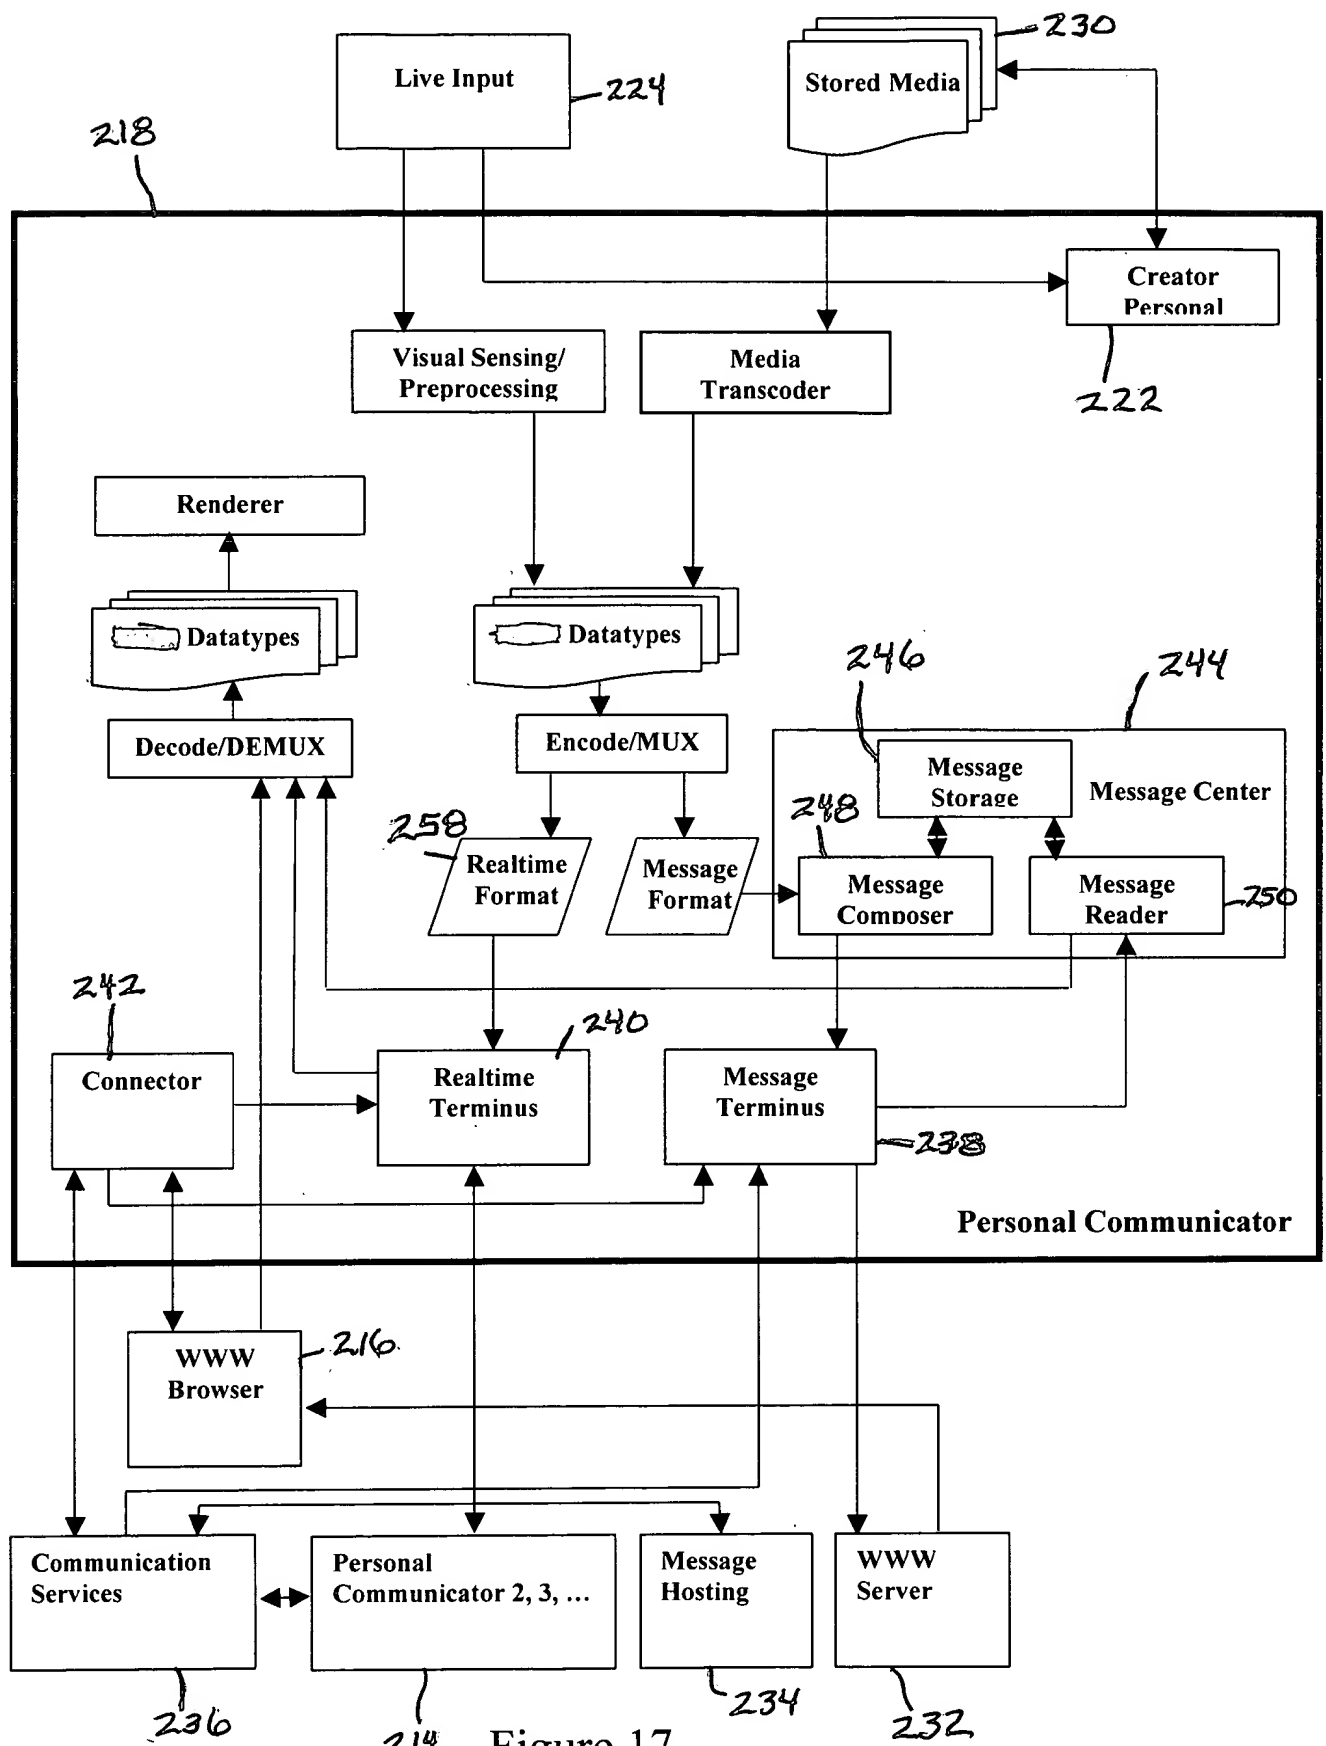 230
Live Input
Stored Media
224
218
Creator
Personal
Visual Sensing/
Preprocessing
Media
Transcoder
222
Renderer
Datatypes
Datatypes
246
244
Decode/DEMUX
Encode/MUX
Message
Storage
Message Center
248
258
Realtime
Format
Message
Format
Message
Composer
Message
Reader
250
242
240
Connector
Realtime
Terminus
Message
Terminus
238
Personal Communicator
216
WWW
Browser
Communication
Services
Personal
Communicator 2, 3, ...
Message
Hosting
WWW
Server
236
214
234
232
Figure 17